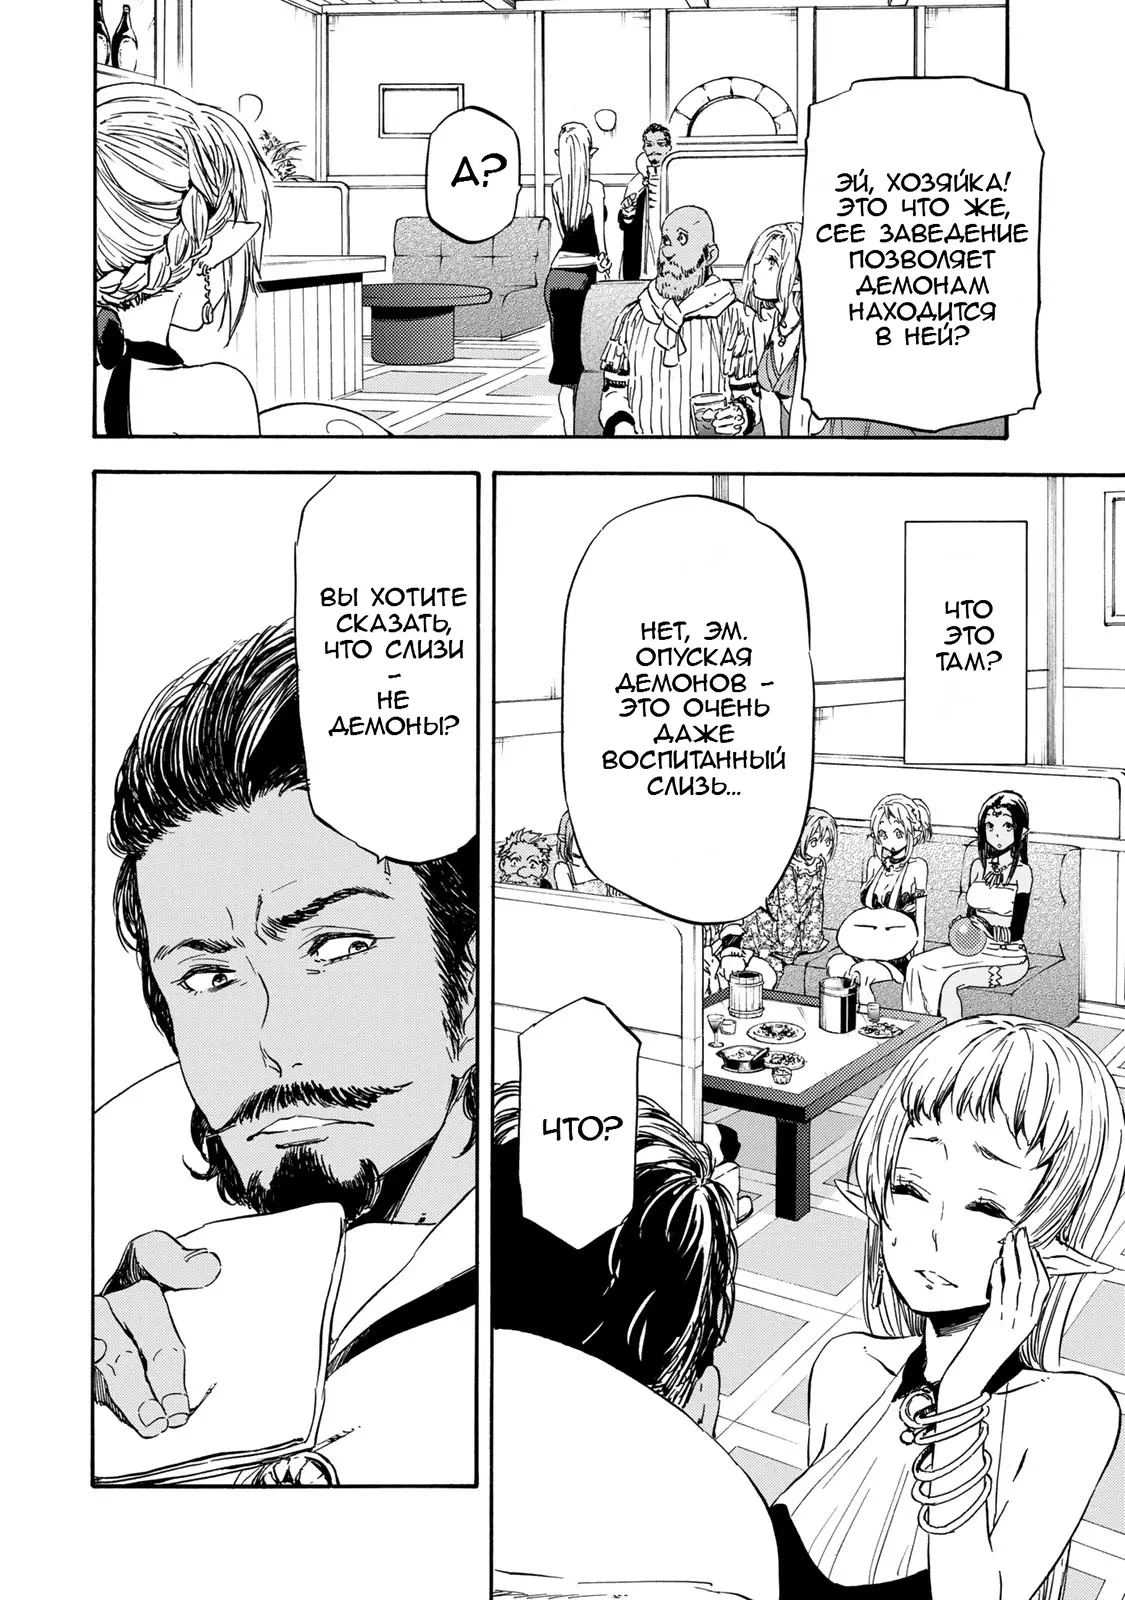 ЭЙ, ХОЗЯЙКА!
ЭТО ЧТО ЖЕ,
СЕЕ ЗАВЕДЕНИЕ
ПОЗВОЛЯЕТ
ДЕМОНАМ
НАХОДИТСЯ
В НЕЙ?
А?
ЧТО
ЭТО
ТАМ?
НЕТ, ЭМ.
ОПУСКАЯ
ДЕМОНОВ -
ЭТО ОЧЕНЬ
ДАЖЕ
ВОСПИТАННЫЙ
СЛИЗЬ...
ЧТО?
ВЫ ХОТИТЕ
СКАЗАТЬ,
ЧТО СЛИЗИ
-
НЕ
ДЕМОНЫ?